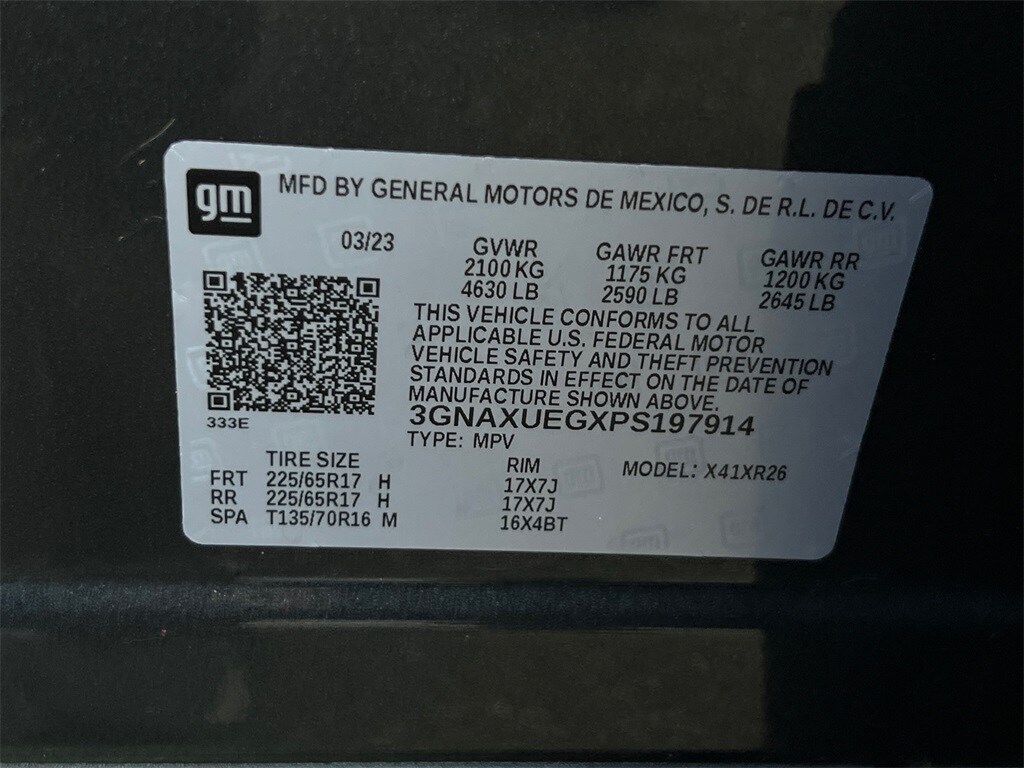 gm
MFD BY GENERAL MOTORS DE MEXICO, S. DE R.L. DE C.V.
03/23 GVWR GAWR FRT GAWR RR
2100 KG 1175 KG 1200 KG
4630 LB 2590 LB 2645 LB
THIS VEHICLE CONFORMS TO ALL
APPLICABLE U.S. FEDERAL MOTOR
VEHICLE SAFETY AND THEFT PREVENTION
STANDARDS IN EFFECT ON THE DATE OF
MANUFACTURE SHOWN ABOVE.
333E
3GNAXUEGXPS197914
TYPE: MPV
TIRE SIZE RIM MODEL: X41XR26
FRT 225/65R17 H 17X7J
RR 225/65R17 H 17X7J
SPA T135/70R16 M 16X4BT